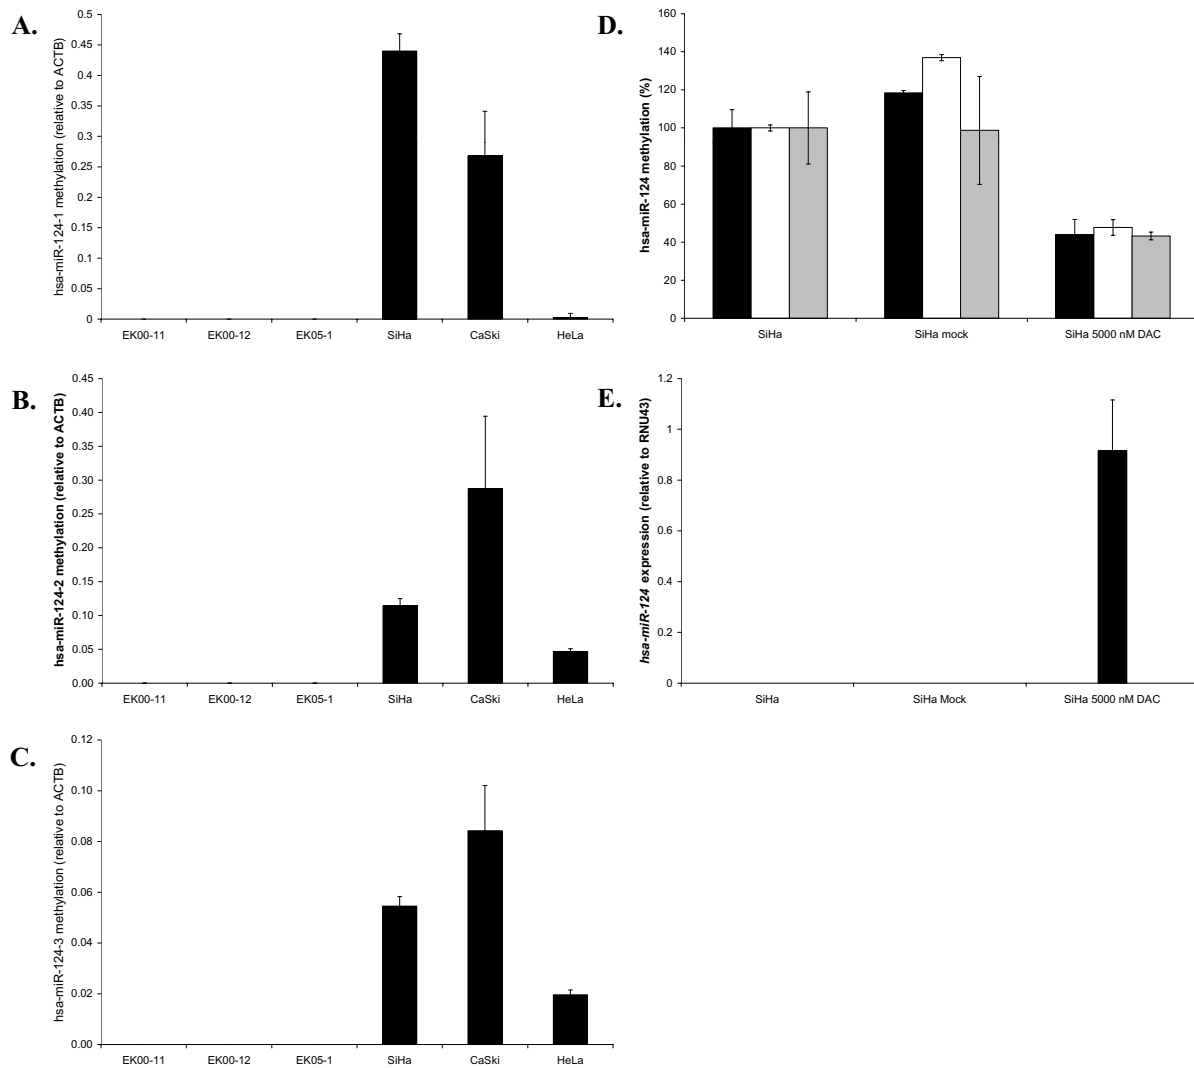 A.
hsa-miR-124-1 methylation (relative to ACTB)
0.5
0.45
0.4
0.35
0.3
0.25
0.2
0.15
0.1
0.05
0
EK00-11 EK00-12 EK05-1 SiHa CaSki HeLa
B.
hsa-miR-124-2 methylation (relative to ACTB)
0.45
0.40
0.35
0.30
0.25
0.20
0.15
0.10
0.05
0.00
EK00-11 EK00-12 EK05-1 SiHa CaSki HeLa
C.
hsa-miR-124-3 methylation (relative to ACTB)
0.12
0.10
0.08
0.06
0.04
0.02
0.00
EK00-11 EK00-12 EK05-1 SiHa CaSki HeLa
D.
hsa-miR-124 methylation (%)
160
140
120
100
80
60
40
20
0
SiHa SiHa mock SiHa 5000 nM DAC
E.
hsa-miR-124 expression (relative to RNU43)
1.2
1
0.8
0.6
0.4
0.2
0
SiHa SiHa Mock SiHa 5000 nM DAC